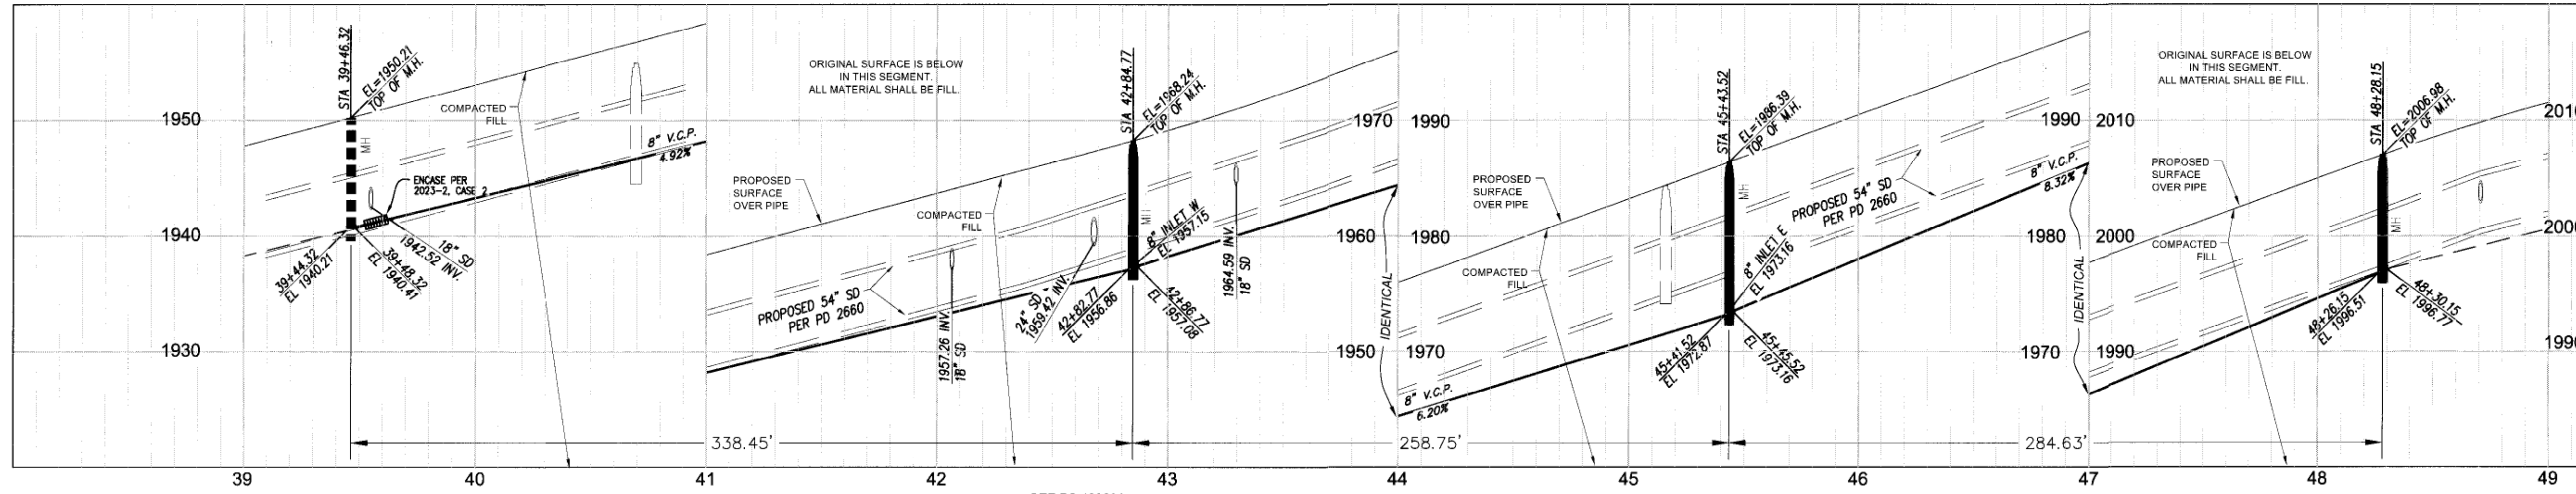 STA 39+46.32
EL=1950.21
TOP OF M.H.
1950
1940
1930
COMPACTED
FILL
MH
ENCASE PER
2023-2, CASE 2
8" V.C.P.
4.92%
18" SD
1942.52 INV.
39+44.32
EL 1940.21
39+48.32
EL 1940.41
ORIGINAL SURFACE IS BELOW
IN THIS SEGMENT.
ALL MATERIAL SHALL BE FILL.
STA 42+84.77
EL=1968.24
TOP OF M.H.
1970
1960
1950
PROPOSED
SURFACE
OVER PIPE
COMPACTED
FILL
MH
8" INLET W
EL 1957.15
PROPOSED 54" SD
PER PD 2660
1957.26 INV.
18" SD
24" SD
1959.42 INV.
42+82.77
EL 1956.86
42+86.77
EL 1957.08
1964.59 INV.
18" SD
IDENTICAL
338.45'
1990
1980
1970
STA 45+43.52
EL=1986.39
TOP OF M.H.
PROPOSED
SURFACE
OVER PIPE
COMPACTED
FILL
MH
8" INLET E
1973.16
PROPOSED 54" SD
PER PD 2660
8" V.C.P.
8.32%
8" V.C.P.
6.20%
45+41.52
EL 1972.87
45+45.52
EL 1973.16
1990
1980
1970
IDENTICAL
258.75'
2010
2000
1990
ORIGINAL SURFACE IS BELOW
IN THIS SEGMENT.
ALL MATERIAL SHALL BE FILL.
STA 48+28.15
EL=2006.98
TOP OF M.H.
PROPOSED
SURFACE
OVER PIPE
COMPACTED
FILL
MH
48+26.15
EL 1996.51
48+30.15
EL 1996.77
284.63'
39 40 41 42 43 44 45 46 47 48 49